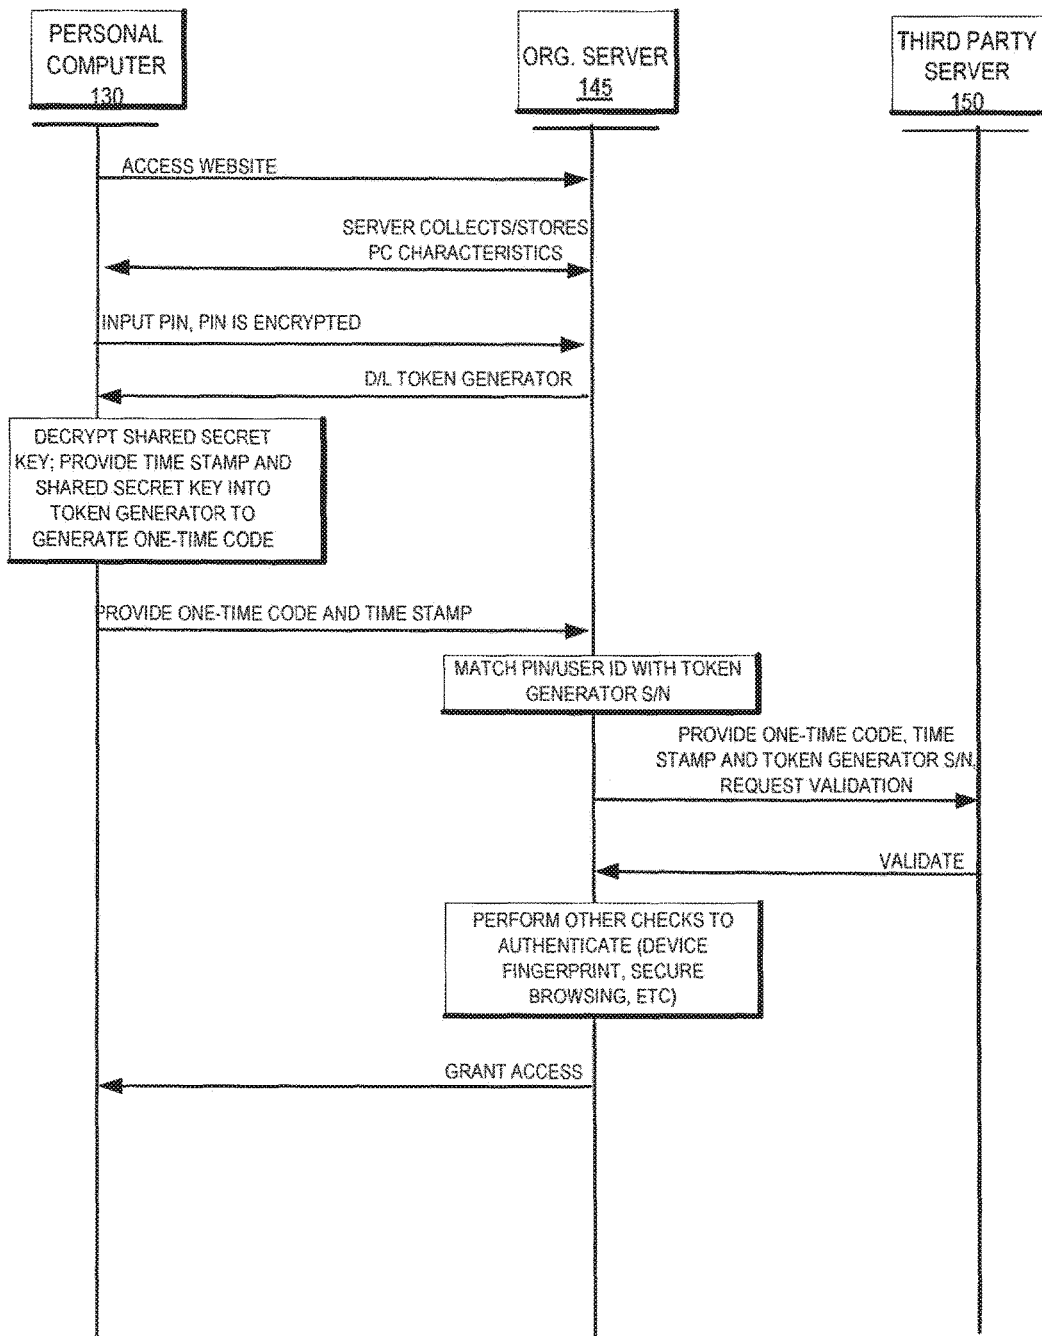 PERSONAL
COMPUTER
130
ORG. SERVER
145
THIRD PARTY
SERVER
150
ACCESS WEBSITE
SERVER COLLECTS/STORES
PC CHARACTERISTICS
INPUT PIN, PIN IS ENCRYPTED
D/L TOKEN GENERATOR
DECRYPT SHARED SECRET
KEY; PROVIDE TIME STAMP AND
SHARED SECRET KEY INTO
TOKEN GENERATOR TO
GENERATE ONE-TIME CODE
PROVIDE ONE-TIME CODE AND TIME STAMP
MATCH PIN/USER ID WITH TOKEN
GENERATOR S/N
PROVIDE ONE-TIME CODE, TIME
STAMP AND TOKEN GENERATOR S/N,
REQUEST VALIDATION
VALIDATE
PERFORM OTHER CHECKS TO
AUTHENTICATE (DEVICE
FINGERPRINT, SECURE
BROWSING, ETC)
GRANT ACCESS